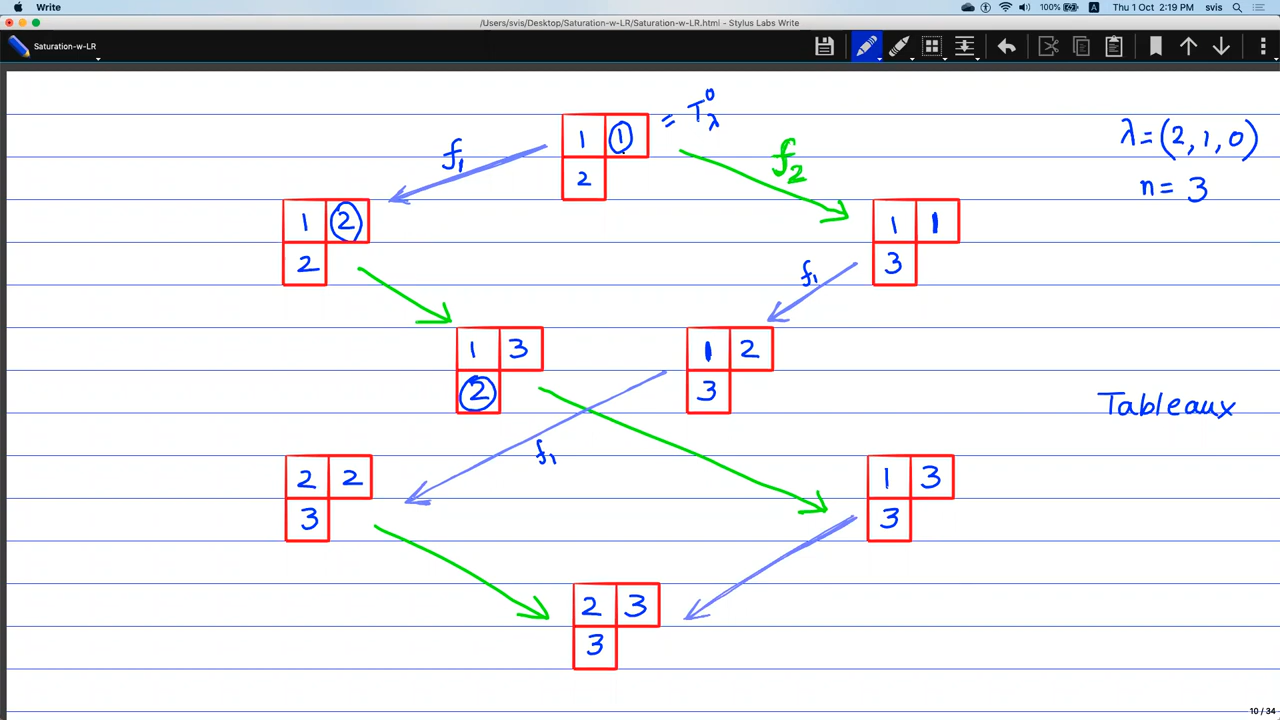 Write
100%
A
Thu 1 Oct 2:19 PM svis
/Users/svis/Desktop/Saturation-w-LR/Saturation-w-LR.html - Stylus Labs Write
Saturation-w-LR
1 1 = T⁰_λ
2
λ = (2, 1, 0)
n = 3
f₁
f₂
1 2
2
1 1
3
f₁
1 3
2
1 2
3
Tableaux
f₁
2 2
3
1 3
3
2 3
3
10 / 34